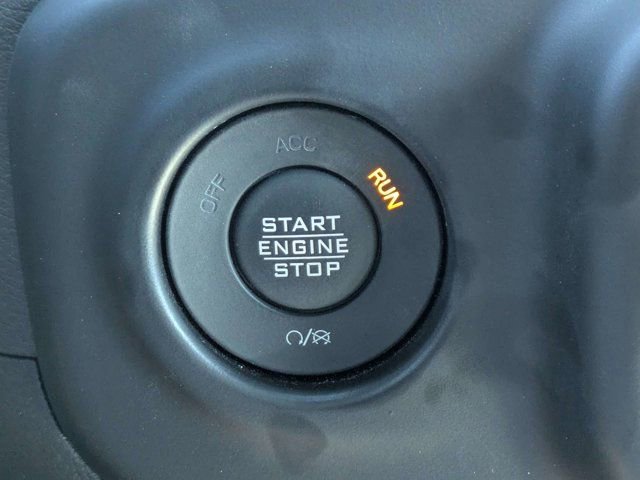 OFF
ACC
RUN
START
ENGINE
STOP